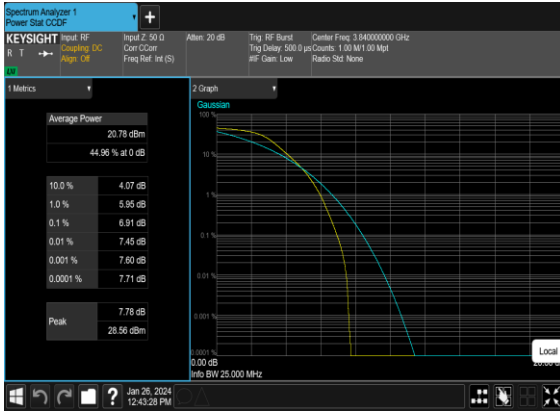 Spectrum Analyzer 1
Power Stat CCDF
+
KEYSIGHT
R T
Input: RF
Coupling: DC
Align: Off
Input Z: 50 Ω
Corr CCorr
Freq Ref: Int (S)
Atten: 20 dB
Trig: RF Burst
Trig Delay: 500.0 µs
#IF Gain: Low
Center Freq: 3.840000000 GHz
Counts: 1.00 M/1.00 Mpt
Radio Std: None
1 Metrics
Average Power
20.78 dBm
44.96 % at 0 dB
10.0 % 4.07 dB
1.0 % 5.95 dB
0.1 % 6.91 dB
0.01 % 7.45 dB
0.001 % 7.60 dB
0.0001 % 7.71 dB
Peak
7.78 dB
28.56 dBm
2 Graph
Gaussian
100 %
10 %
1 %
0.1 %
0.01 %
0.001 %
0.0001 %
0.00 dB
Info BW 25.000 MHz
Local
?
Jan 26, 2024
12:43:28 PM